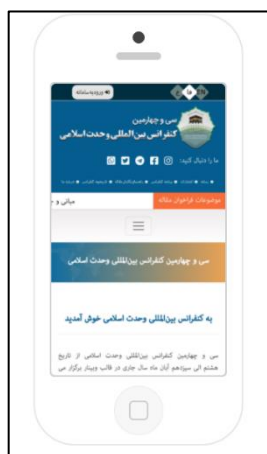 ورود به سامانه
EN فا ع
سی و چهارمین
کنفرانس بین‌المللی وحدت اسلامی
ما را دنبال کنید:
موضوعات فراخوان مقاله
مبانی و
سی و چهارمین کنفرانس بین‌المللی وحدت اسلامی
به کنفرانس بین‌المللی وحدت اسلامی خوش آمدید
سی و چهارمین کنفرانس بین‌المللی وحدت اسلامی از تاریخ
هشتم الی سیزدهم آبان ماه سال جاری در قالب وبینار برگزار می